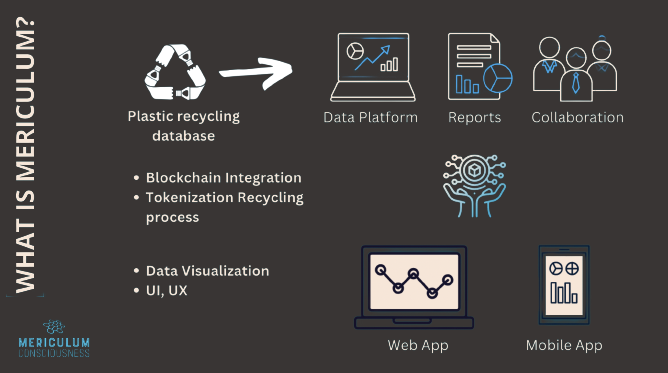 WHAT IS MERICULUM?
Plastic recycling
database
Data Platform
Reports
Collaboration
• Blockchain Integration
• Tokenization Recycling
process
• Data Visualization
• UI, UX
Web App
Mobile App
MERICULUM
CONSCIOUSNESS